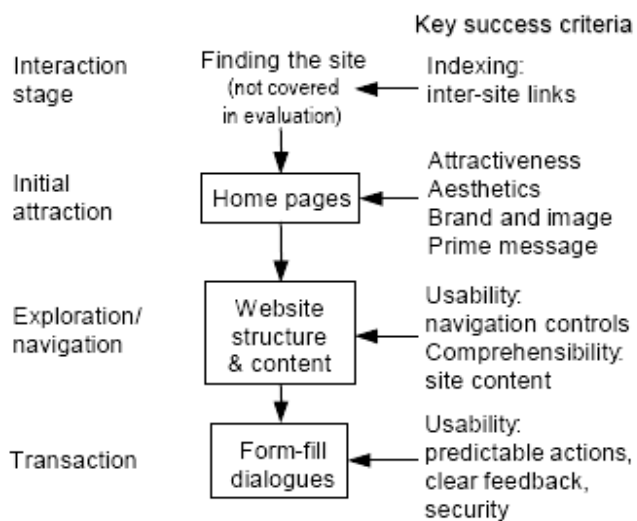 Key success criteria
Interaction
stage
Finding the site
(not covered
in evaluation)
Indexing:
inter-site links
Initial
attraction
Home pages
Attractiveness
Aesthetics
Brand and image
Prime message
Exploration/
navigation
Website
structure
& content
Usability:
navigation controls
Comprehensibility:
site content
Transaction
Form-fill
dialogues
Usability:
predictable actions,
clear feedback,
security